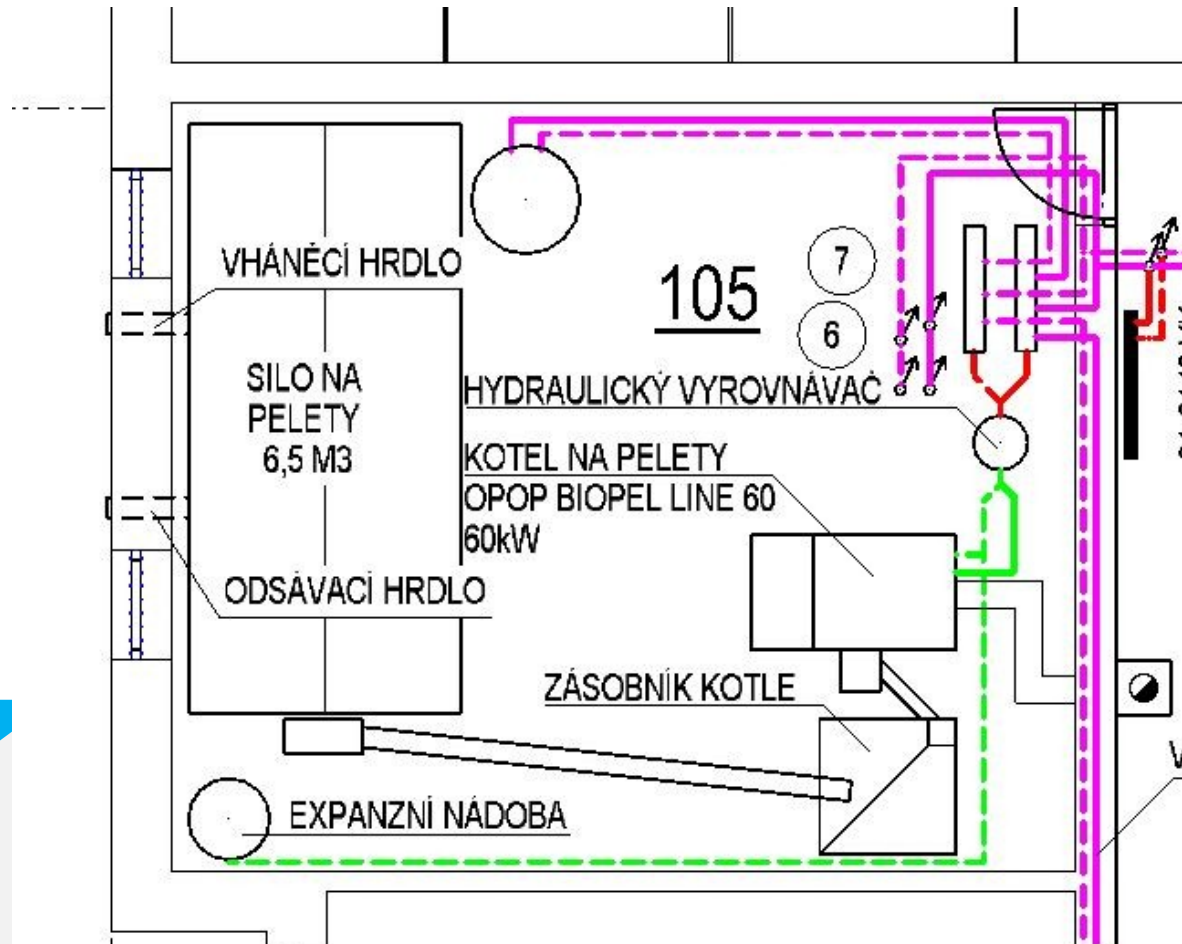 VHÁNĚCÍ HRDLO
105
7
6
SILO NA
PELETY
6,5 M3
HYDRAULICKÝ VYROVNÁVAČ
KOTEL NA PELETY
OPOP BIOPEL LINE 60
60kW
ODSÁVACÍ HRDLO
ZÁSOBNÍK KOTLE
EXPANZNÍ NÁDOBA